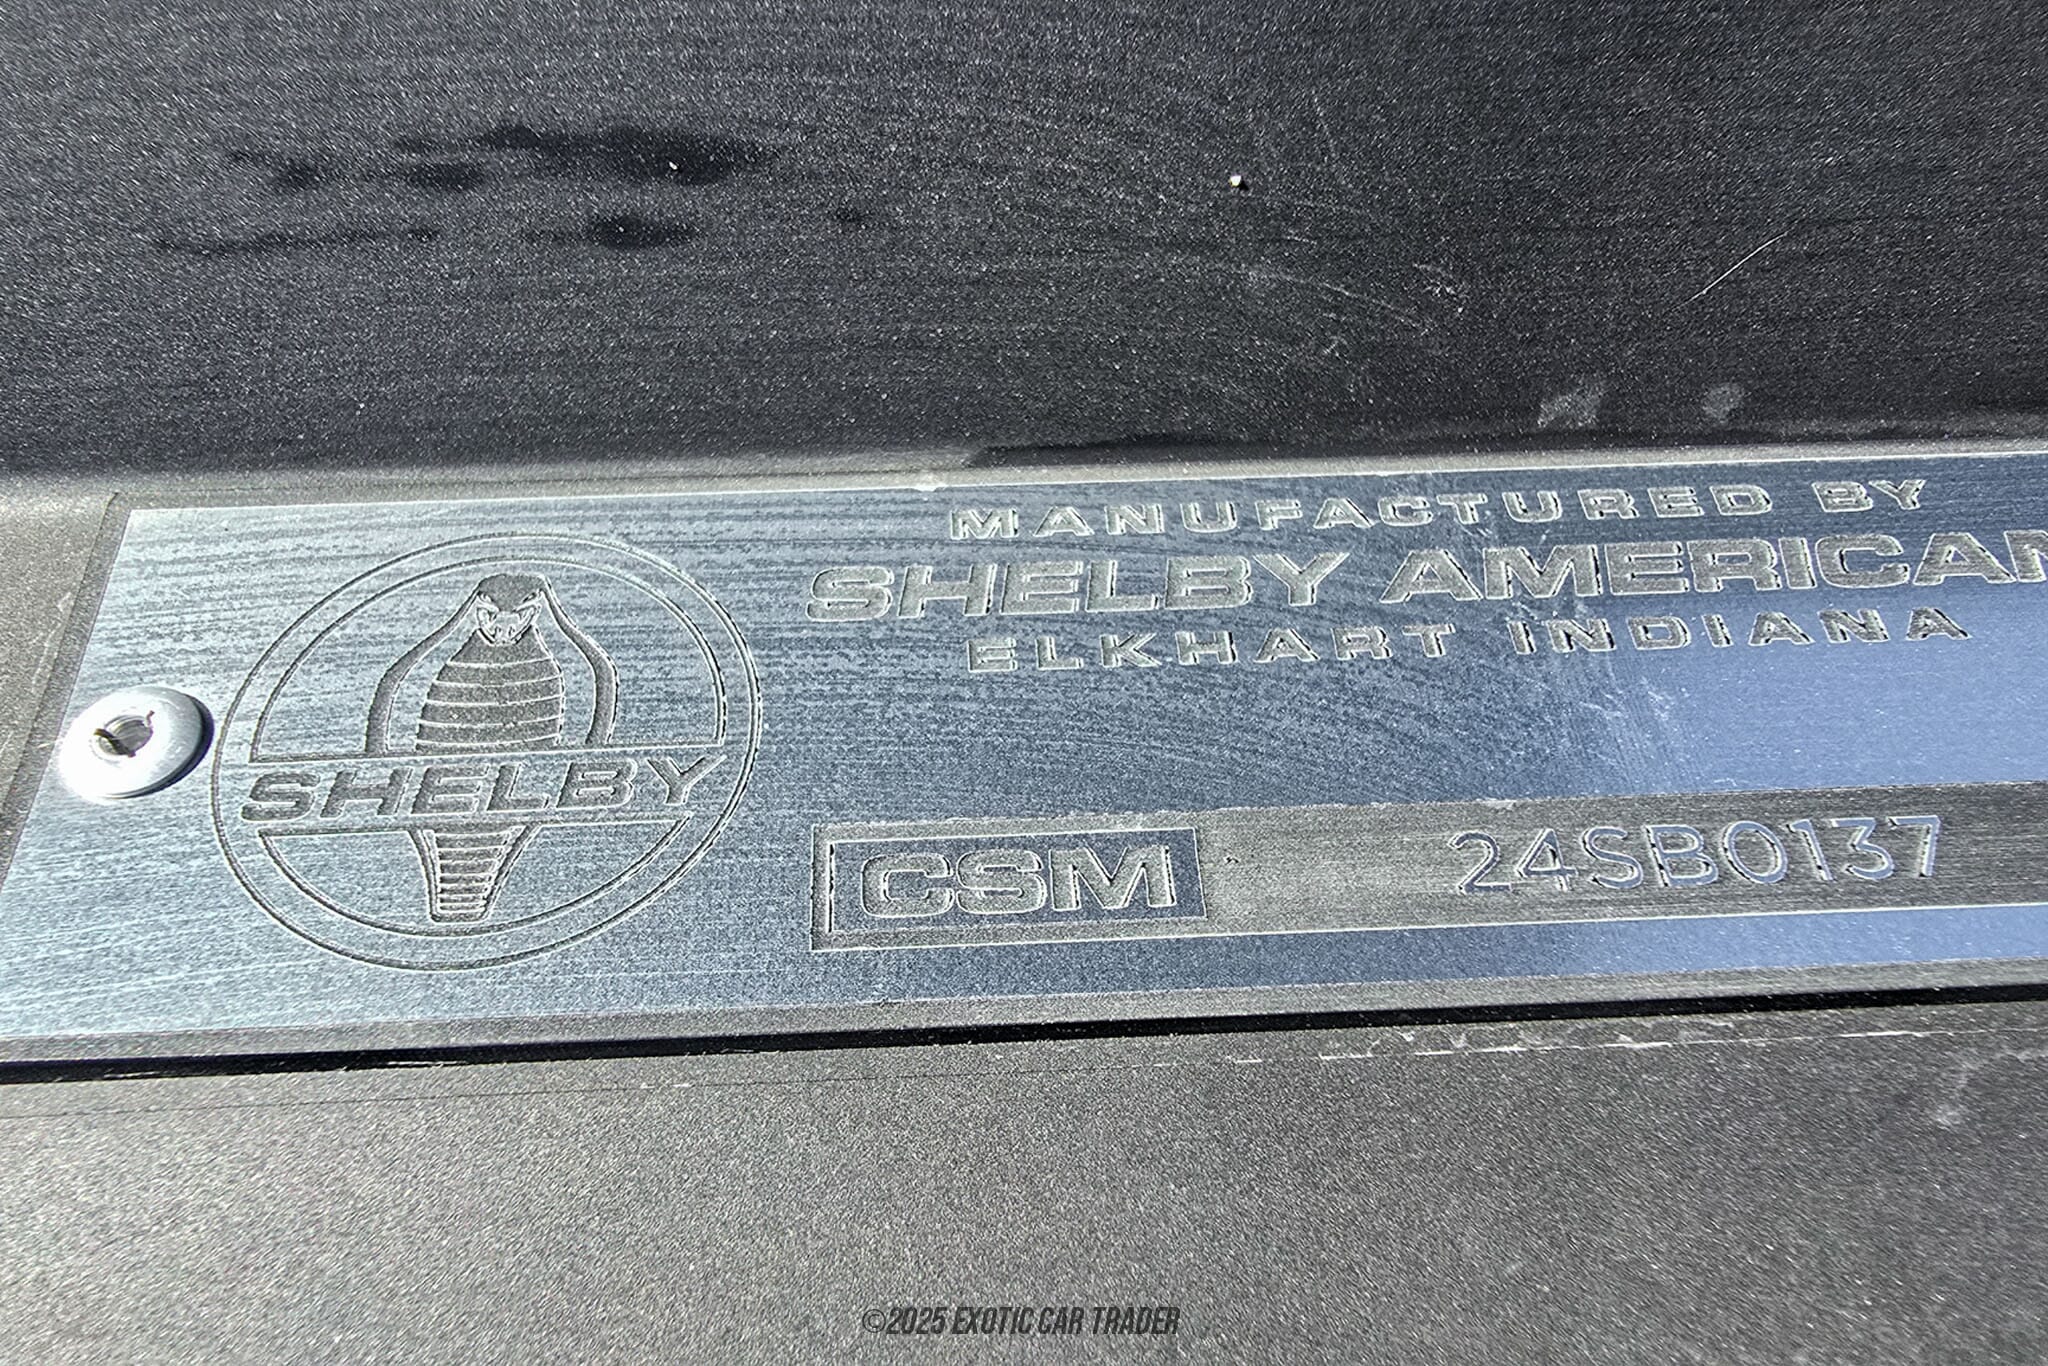 MANUFACTURED BY
SHELBY AMERICAN
ELKHART INDIANA
SHELBY
CSM 24SB0137
©2025 EXOTIC CAR TRADER